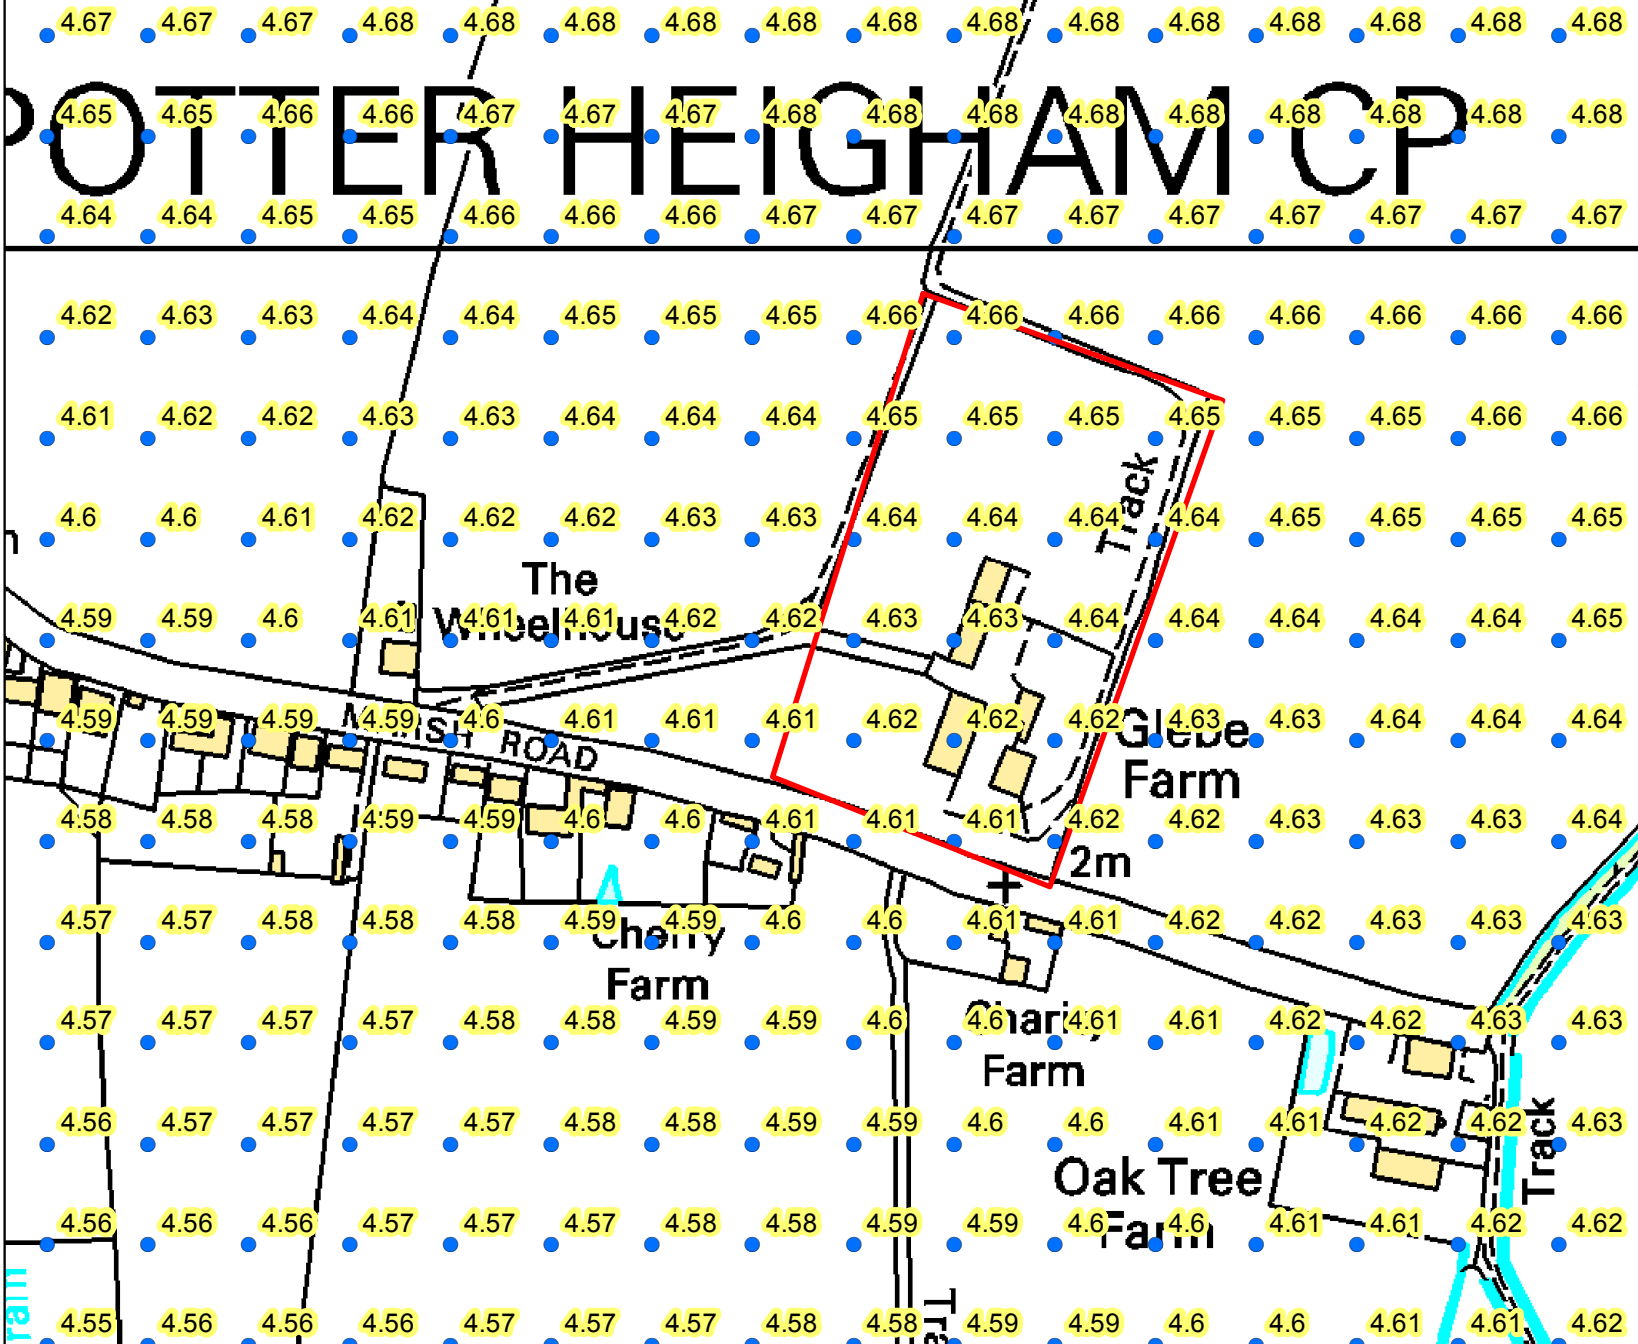 4.67 4.67 4.67 4.68 4.68 4.68 4.68 4.68 4.68 4.68 4.68 4.68 4.68 4.68 4.68 4.68
4.65 4.65 4.66 4.66 4.67 4.67 4.67 4.68 4.68 4.68 4.68 4.68 4.68 4.68 4.68 4.68
POTTER HEIGHAM CP
4.64 4.64 4.65 4.65 4.66 4.66 4.66 4.67 4.67 4.67 4.67 4.67 4.67 4.67 4.67 4.67
4.62 4.63 4.63 4.64 4.64 4.65 4.65 4.65 4.66 4.66 4.66 4.66 4.66 4.66 4.66 4.66
4.61 4.62 4.62 4.63 4.63 4.64 4.64 4.64 4.65 4.65 4.65 4.65 4.65 4.65 4.66 4.66
Track
4.6 4.6 4.61 4.62 4.62 4.62 4.63 4.63 4.64 4.64 4.64 4.64 4.65 4.65 4.65 4.65
The
Wheelhouse
4.59 4.59 4.6 4.61 4.61 4.61 4.62 4.62 4.63 4.63 4.64 4.64 4.64 4.64 4.64 4.65
4.59 4.59 4.59 4.59 4.6 4.61 4.61 4.61 4.62 4.62 4.62 4.63 4.63 4.64 4.64 4.64
MARSH ROAD
Glebe
Farm
4.58 4.58 4.58 4.59 4.59 4.6 4.6 4.61 4.61 4.61 4.62 4.62 4.63 4.63 4.63 4.64
2m
4.57 4.57 4.58 4.58 4.58 4.59 4.59 4.6 4.6 4.61 4.61 4.62 4.62 4.63 4.63 4.63
Cherry
Farm
4.57 4.57 4.57 4.57 4.58 4.58 4.59 4.59 4.6 4.6 4.61 4.61 4.62 4.62 4.63 4.63
Farm
4.56 4.57 4.57 4.57 4.57 4.58 4.58 4.59 4.59 4.6 4.6 4.61 4.61 4.62 4.62 4.63
Track
Oak Tree
Farm
4.56 4.56 4.56 4.57 4.57 4.57 4.58 4.58 4.59 4.59 4.6 4.6 4.61 4.61 4.62 4.62
4.55 4.56 4.56 4.56 4.57 4.57 4.57 4.58 4.58 4.59 4.59 4.6 4.6 4.61 4.61 4.62